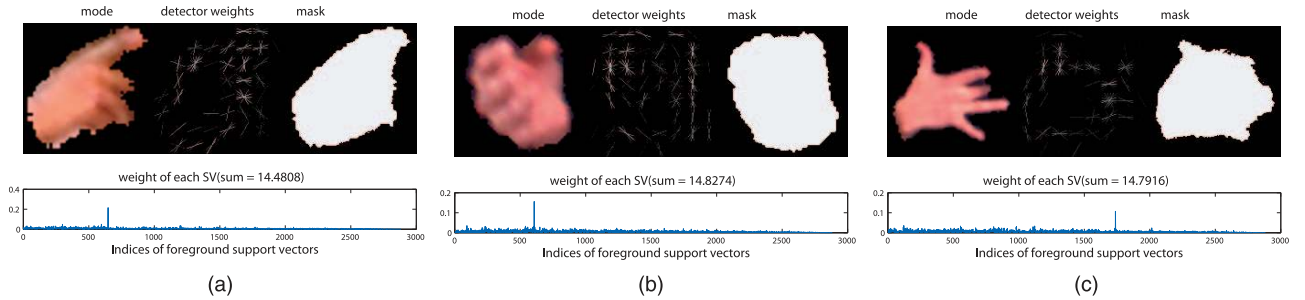 mode detector weights mask
weight of each SV(sum = 14.4808)
0.4
0.2
0
0 500 1000 1500 2000 2500 3000
Indices of foreground support vectors
(a)
mode detector weights mask
weight of each SV(sum = 14.8274)
0.2
0.1
0
0 500 1000 1500 2000 2500 3000
Indices of foreground support vectors
(b)
mode detector weights mask
weight of each SV(sum = 14.7916)
0.2
0.1
0
0 500 1000 1500 2000 2500 3000
Indices of foreground support vectors
(c)